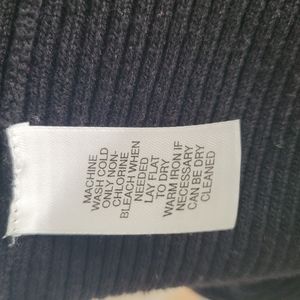 MACHINE
WASH COLD
ONLY NON-
CHLORINE
BLEACH WHEN
NEEDED
LAY FLAT
TO DRY
WARM IRON IF
NECESSARY
CAN BE DRY
CLEANED